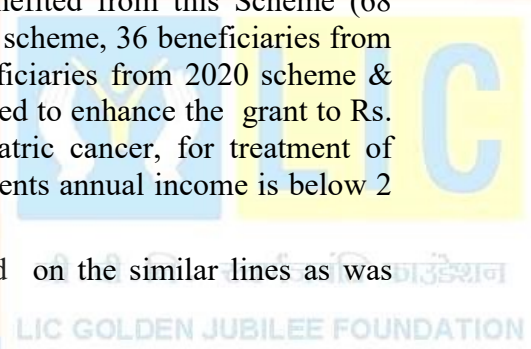 nefited from this Scheme (68
scheme, 36 beneficiaries from
ficiaries from 2020 scheme &
ed to enhance the grant to Rs.
atric cancer, for treatment of
ents annual income is below 2
d on the similar lines as was
LIC
फाउंडेशन
LIC GOLDEN JUBILEE FOUNDATION